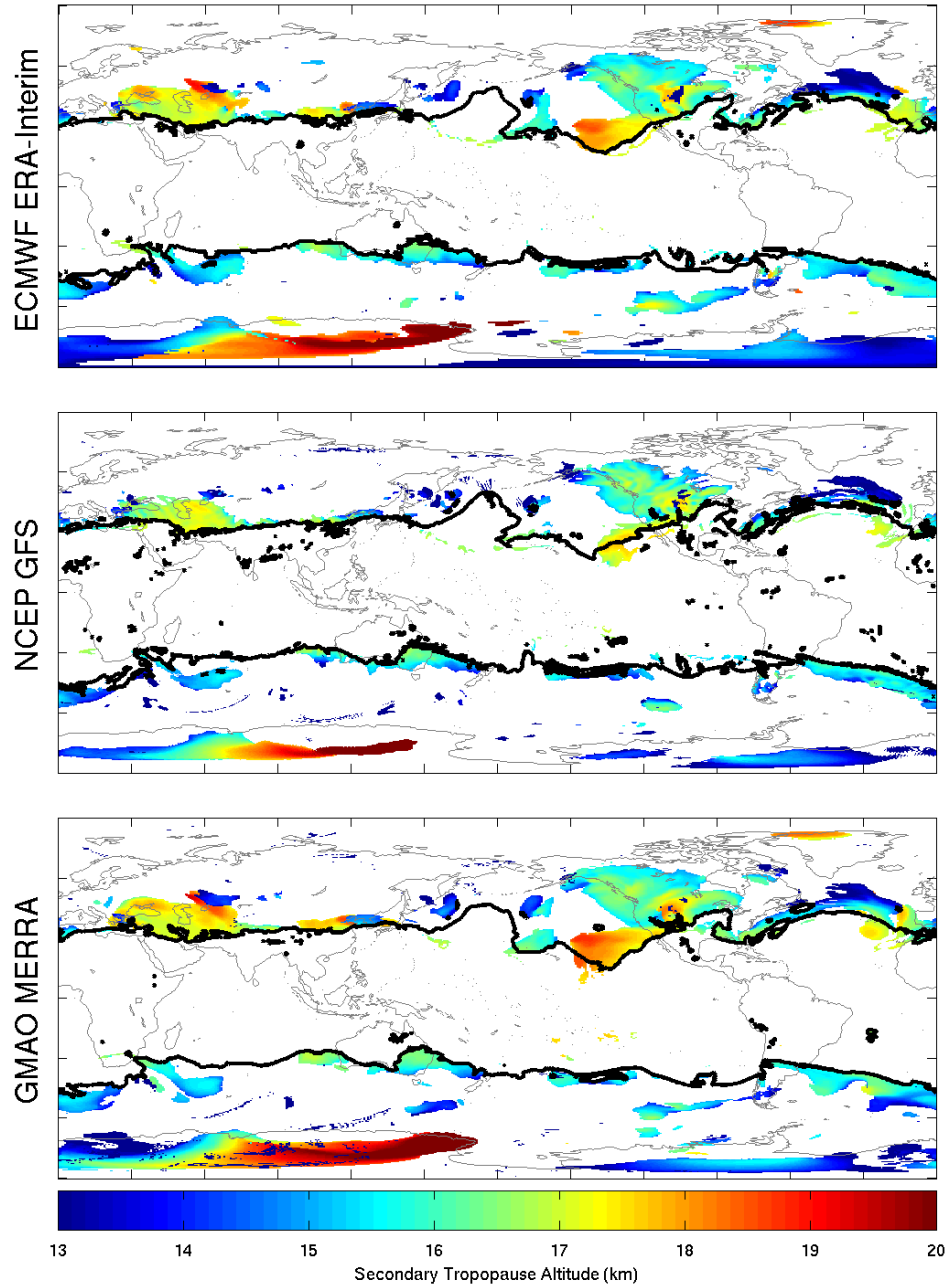 ECMWF ERA-Interim
NCEP GFS
GMAO MERRA
13 14 15 16 17 18 19 20
Secondary Tropopause Altitude (km)